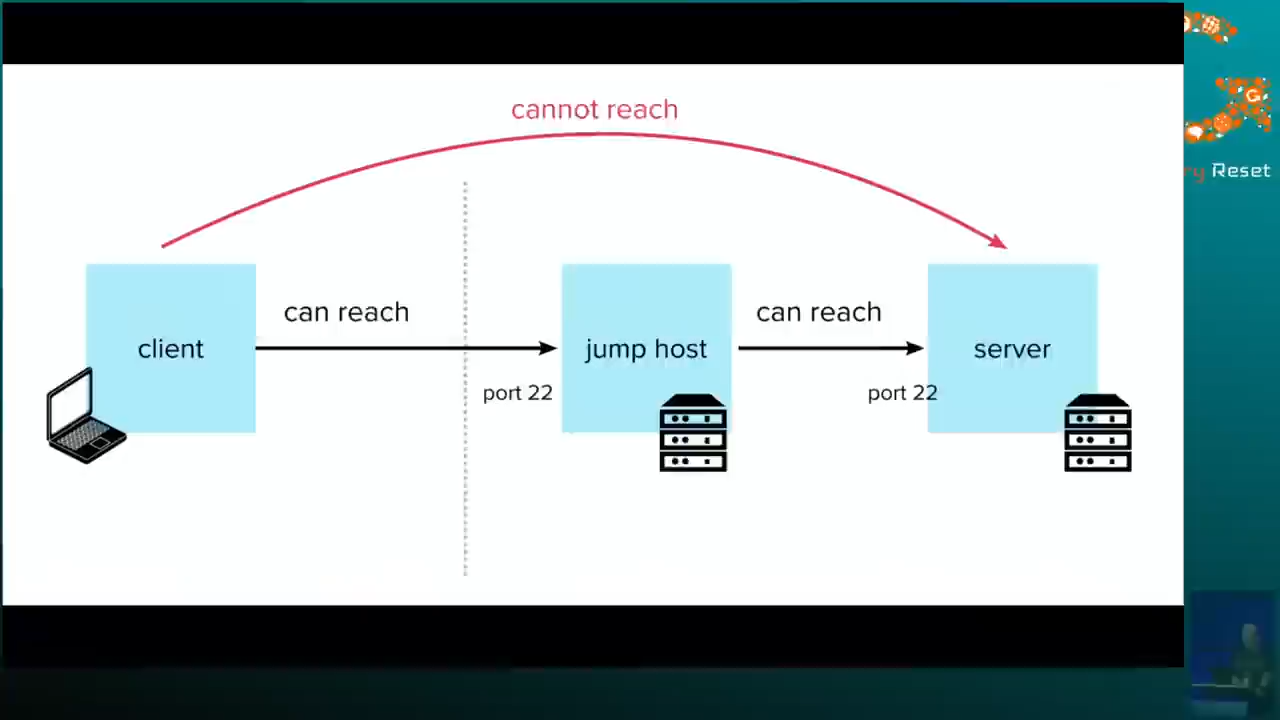 cannot reach
can reach
can reach
client
jump host
server
port 22
port 22
Reset